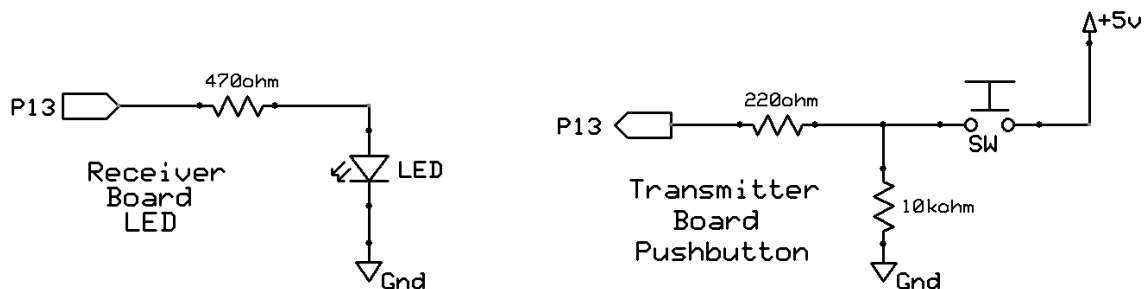 470ohm
P13
LED
Receiver
Board
LED
Gnd
+5v
220ohm
P13
SW
10kohm
Transmitter
Board
Pushbutton
Gnd